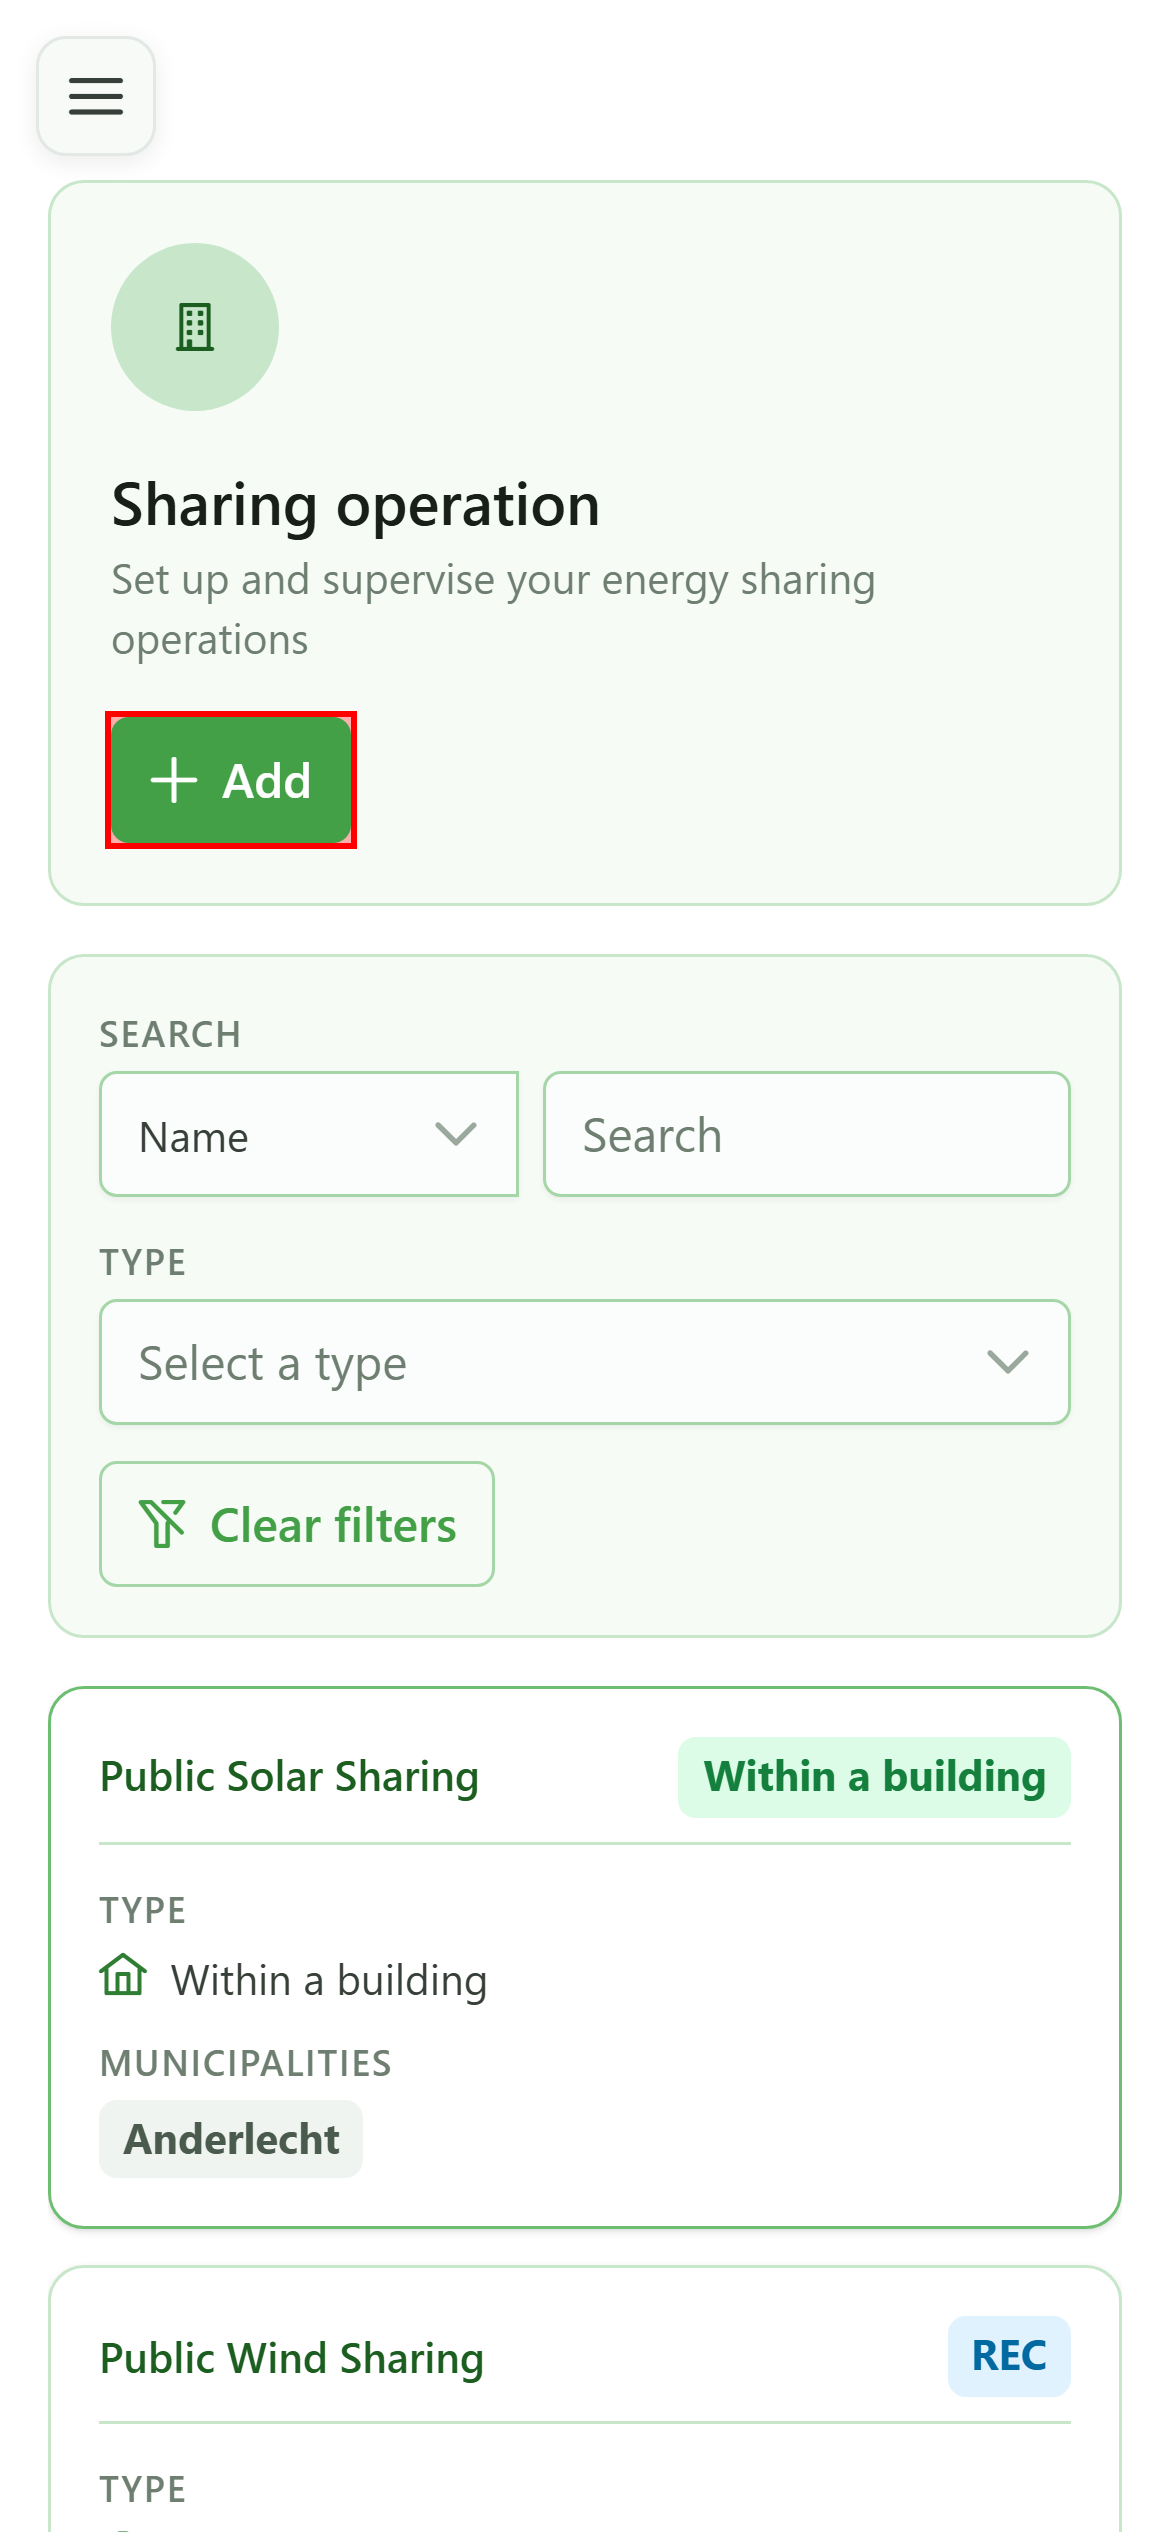 Sharing operation
Set up and supervise your energy sharing
operations
Add
SEARCH
Name
Search
TYPE
Select a type
Clear filters
Public Solar Sharing
Within a building
TYPE
Within a building
MUNICIPALITIES
Anderlecht
Public Wind Sharing
REC
TYPE